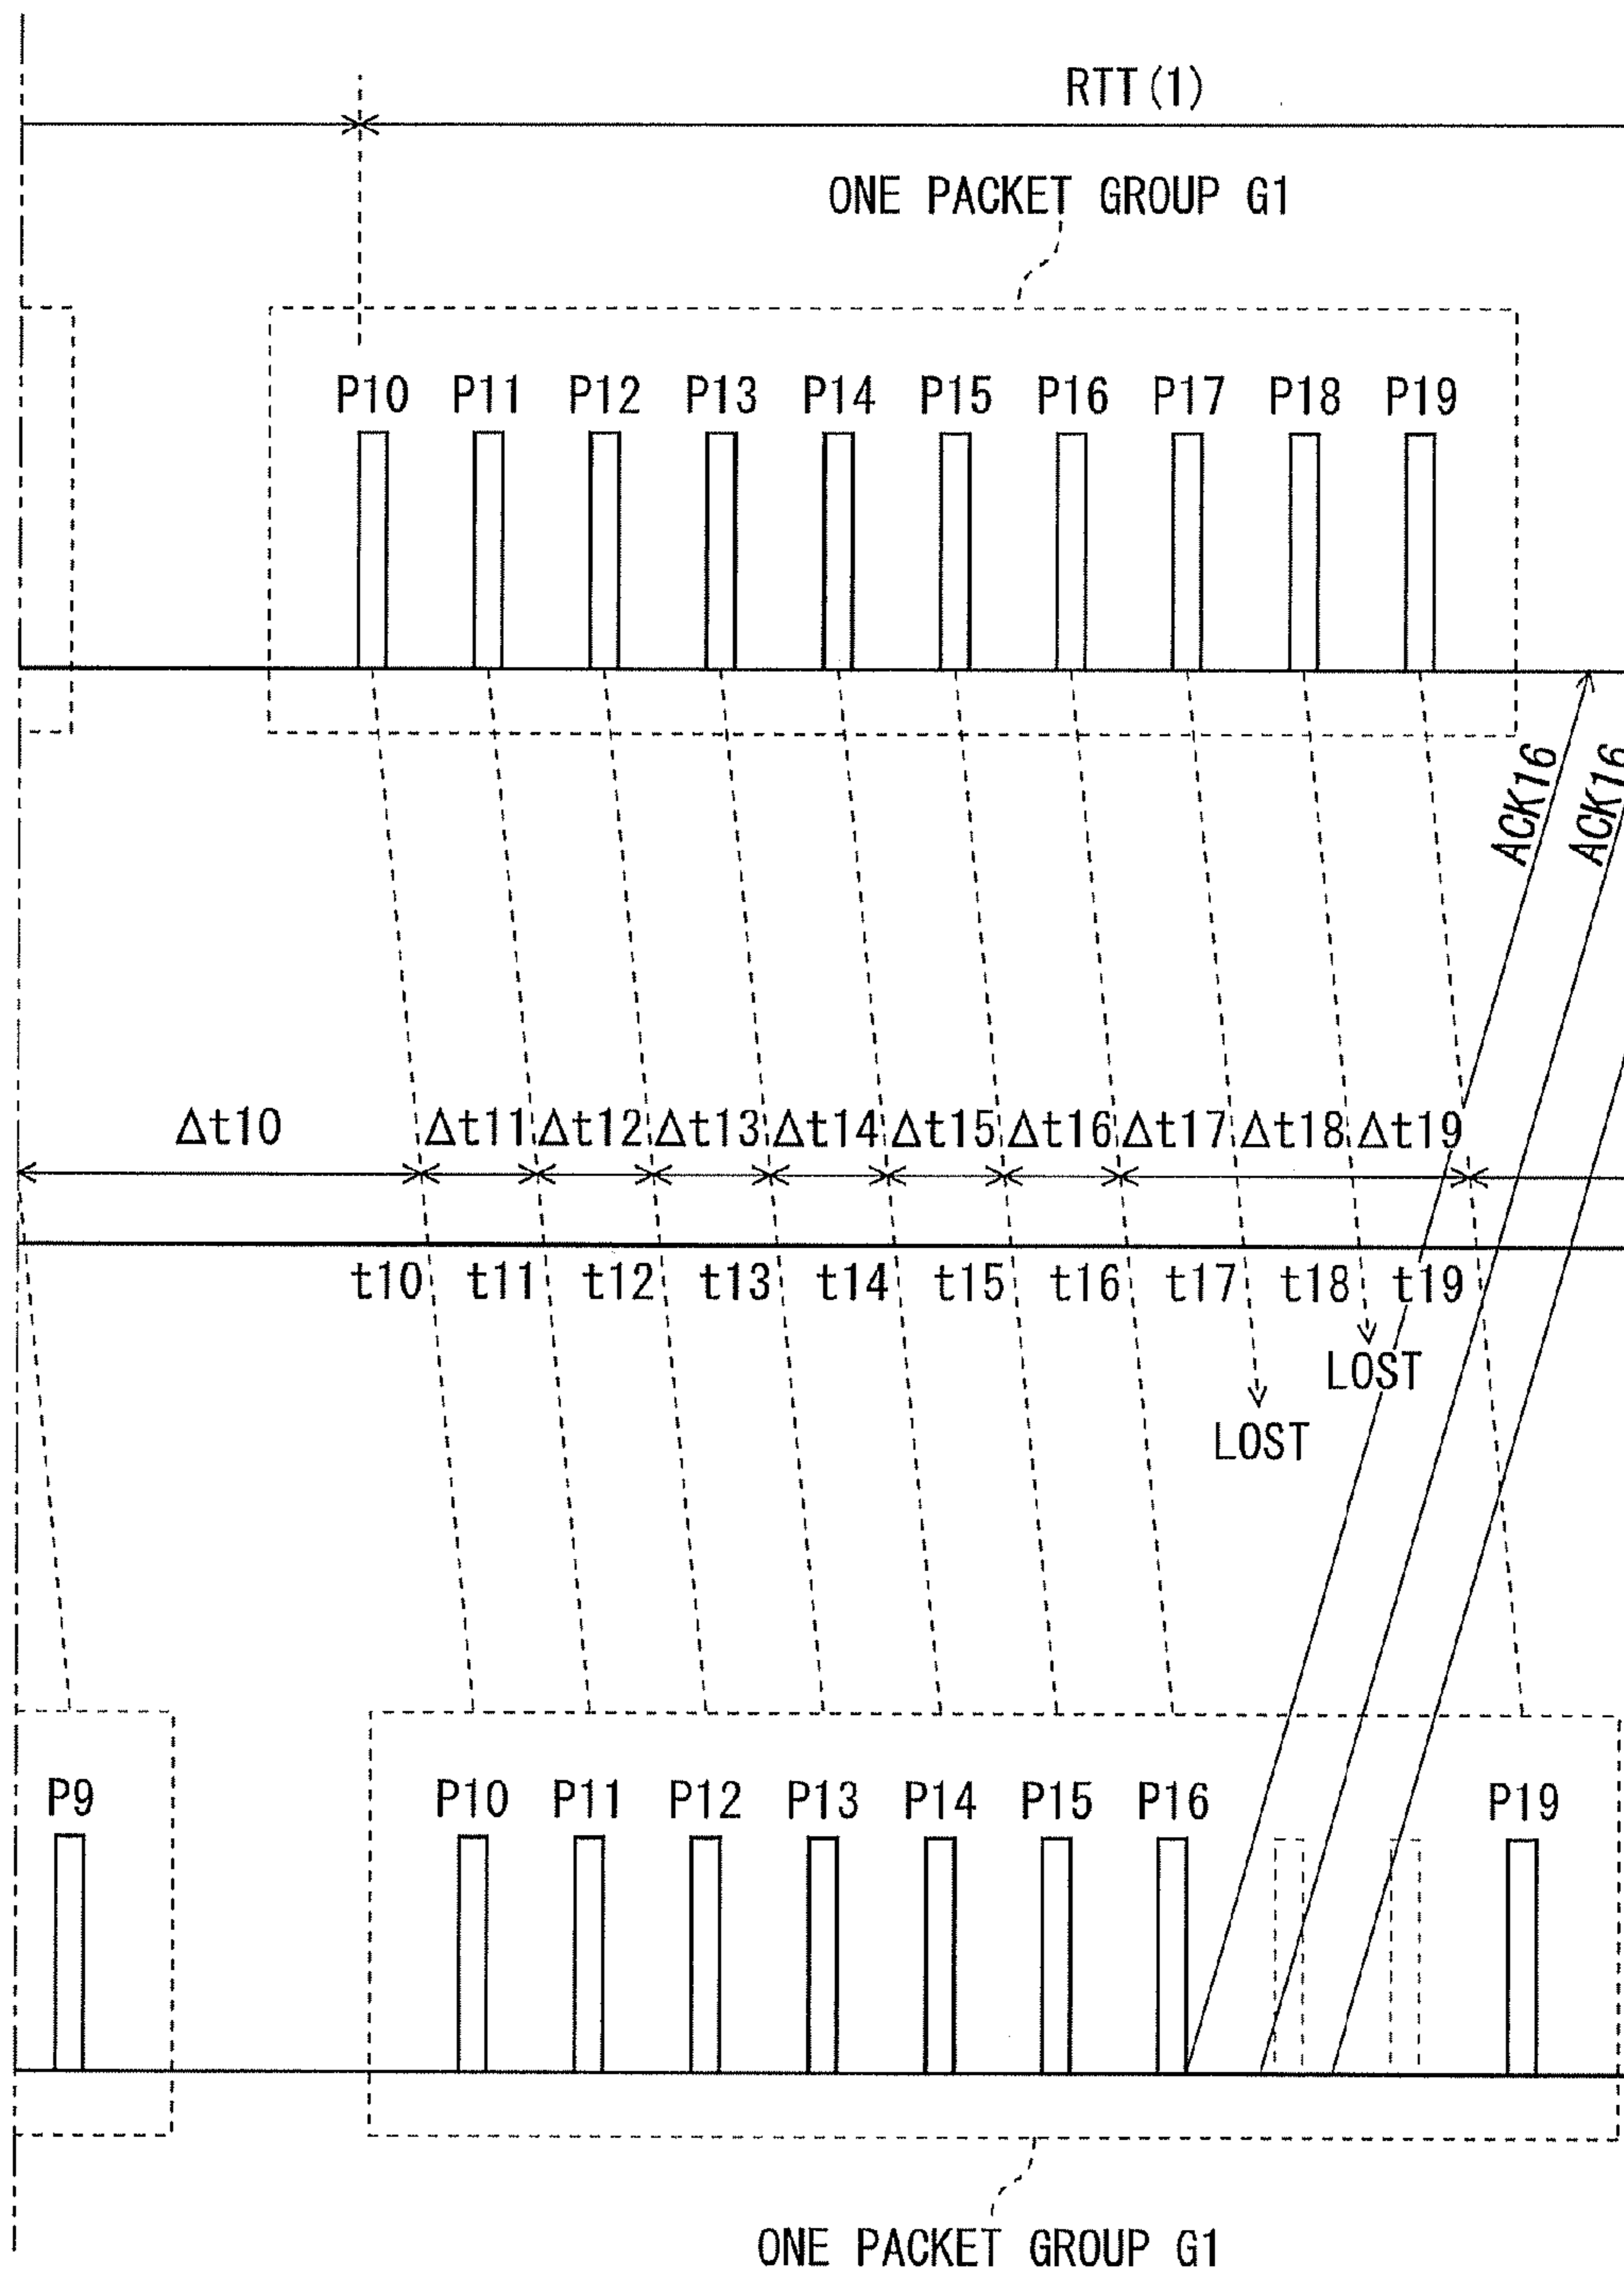 RTT(1)
ONE PACKET GROUP G1
P10 P11 P12 P13 P14 P15 P16 P17 P18 P19
ACK16 ACK16
Δt10 Δt11 Δt12 Δt13 Δt14 Δt15 Δt16 Δt17 Δt18 Δt19
t10 t11 t12 t13 t14 t15 t16 t17 t18 t19
LOST
LOST
P9 P10 P11 P12 P13 P14 P15 P16 P19
ONE PACKET GROUP G1